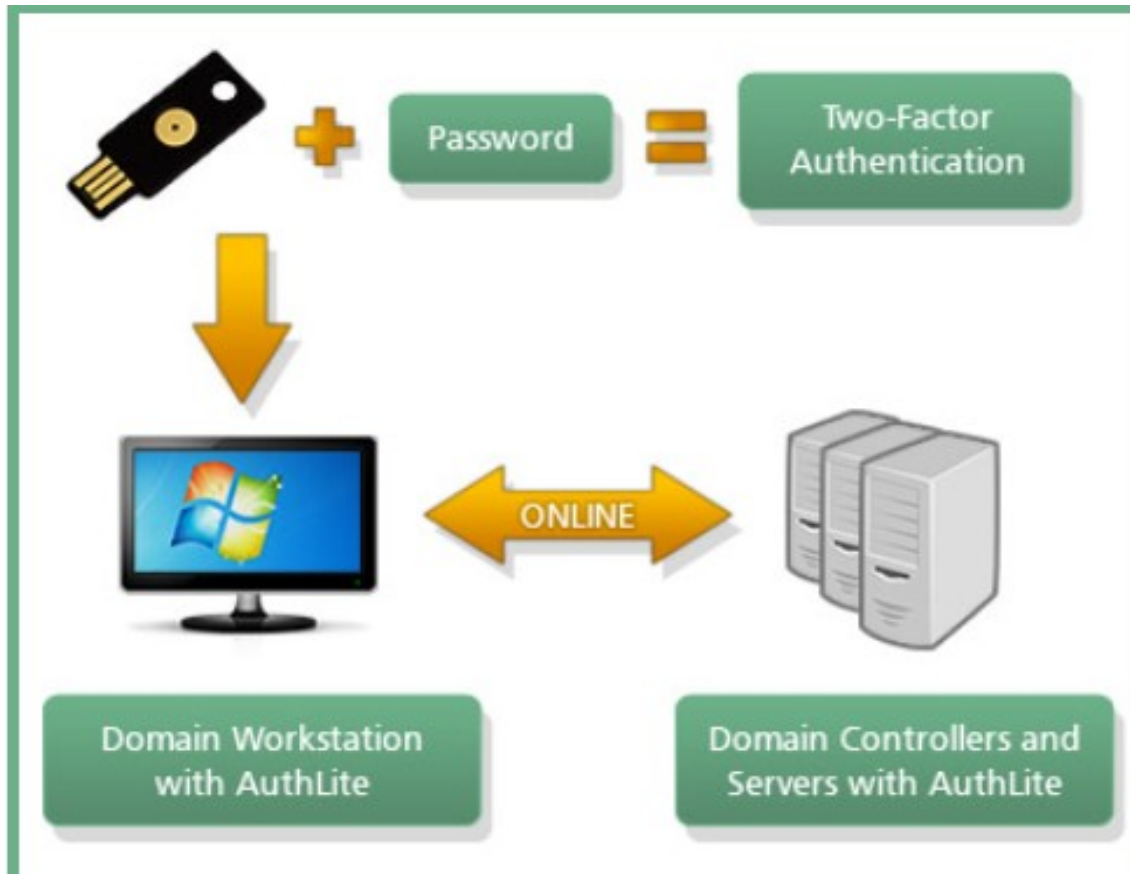 Password
Two-Factor
Authentication
ONLINE
Domain Workstation
with AuthLite
Domain Controllers and
Servers with AuthLite